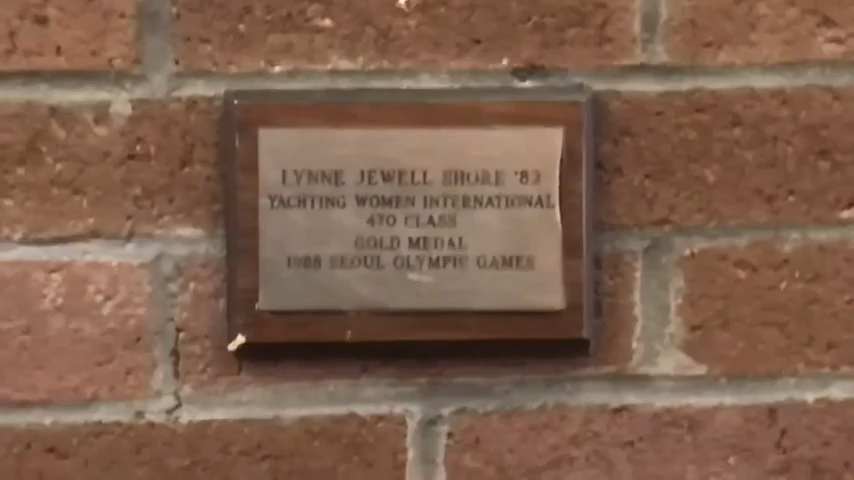 LYNNE JEWELL SHORE '83
YACHTING WOMEN INTERNATIONAL
470 CLASS
GOLD MEDAL
1988 SEOUL OLYMPIC GAMES